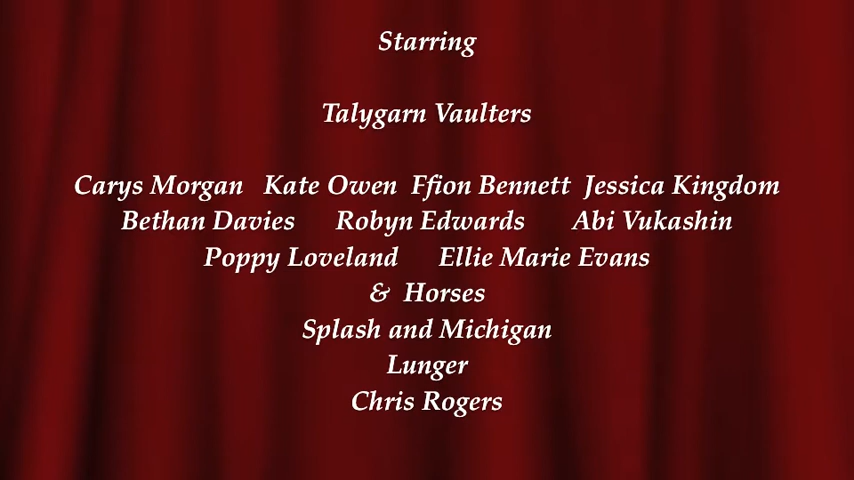 Starring
Talygarn Vaulters
Carys Morgan Kate Owen Ffion Bennett Jessica Kingdom
Bethan Davies Robyn Edwards Abi Vukashin
Poppy Loveland Ellie Marie Evans
& Horses
Splash and Michigan
Lunger
Chris Rogers